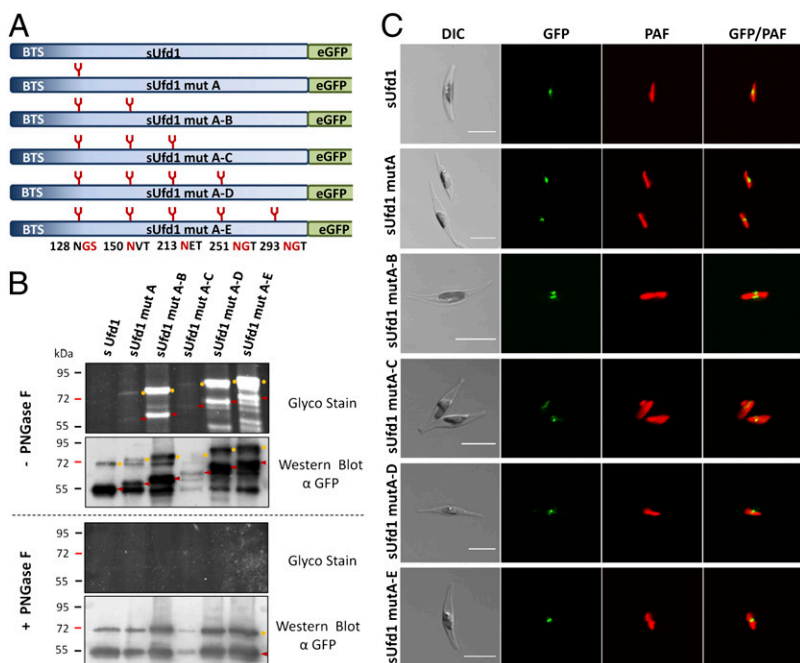 A
BTS sUfd1 eGFP
BTS sUfd1 mut A eGFP
BTS sUfd1 mut A-B eGFP
BTS sUfd1 mut A-C eGFP
BTS sUfd1 mut A-D eGFP
BTS sUfd1 mut A-E eGFP
128 NGS 150 NVT 213 NET 251 NGT 293 NGT
B
s Ufd1
sUfd1 mut A
sUfd1 mut A-B
sUfd1 mut A-C
sUfd1 mut A-D
sUfd1 mut A-E
kDa
95
72
55
Glyco Stain
- PNGase F
95
72
55
Western Blot
α GFP
+ PNGase F
95
72
55
Glyco Stain
95
72
55
Western Blot
α GFP
C
DIC GFP PAF GFP/PAF
sUfd1
sUfd1 mutA
sUfd1 mutA-B
sUfd1 mutA-C
sUfd1 mutA-D
sUfd1 mutA-E